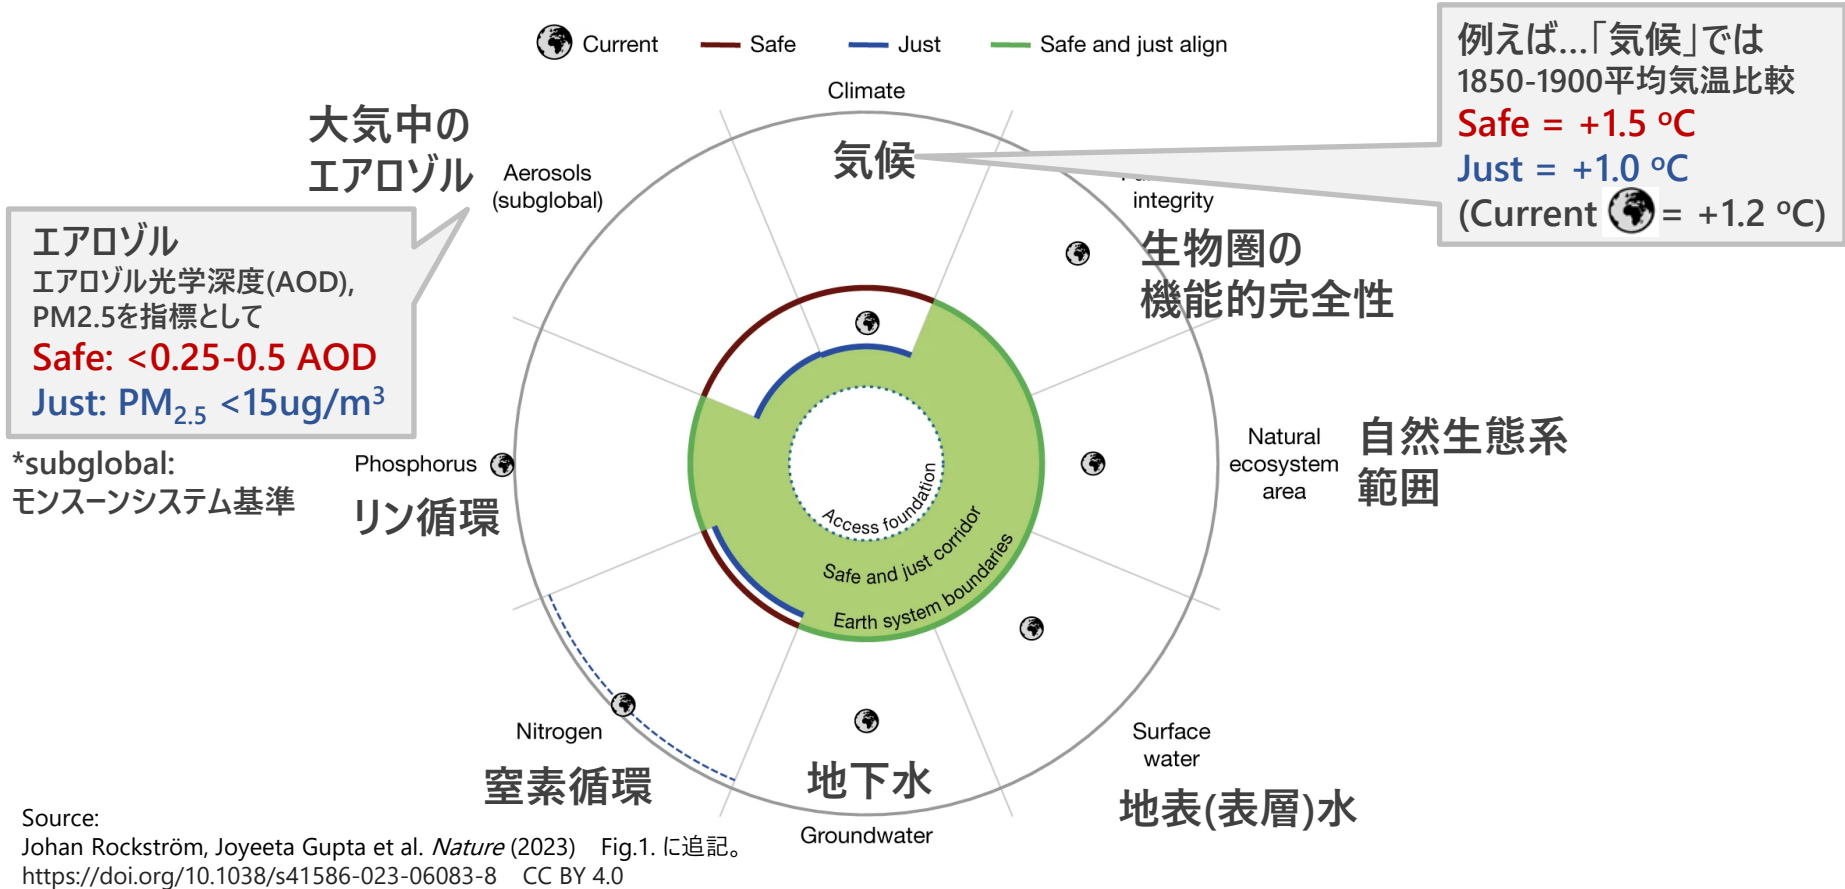 Current
Safe
Just
Safe and just align
例えば…「気候」では
1850-1900平均気温比較
Safe = +1.5 ºC
Just = +1.0 ºC
(Current = +1.2 ºC)
Climate
気候
大気中の
エアロゾル
Aerosols
(subglobal)
integrity
生物圏の
機能的完全性
エアロゾル
エアロゾル光学深度(AOD),
PM2.5を指標として
Safe: <0.25-0.5 AOD
Just: PM2.5 <15ug/m3
*subglobal:
モンスーンシステム基準
Phosphorus
リン循環
Natural
ecosystem
area
自然生態系
範囲
Access foundation
Safe and just corridor
Earth system boundaries
Nitrogen
窒素循環
地下水
Groundwater
Surface
water
地表(表層)水
Source:
Johan Rockström, Joyeeta Gupta et al. Nature (2023) Fig.1. に追記。
https://doi.org/10.1038/s41586-023-06083-8 CC BY 4.0